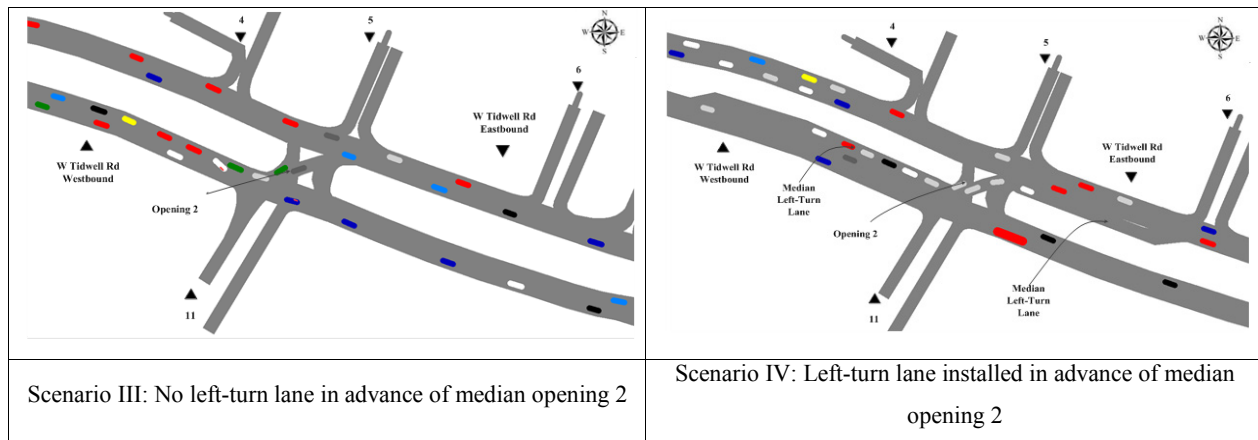 4
5
6
N
W
E
S
W Tidwell Rd
Eastbound
W Tidwell Rd
Westbound
Opening 2
11
Scenario III: No left-turn lane in advance of median opening 2
4
5
6
N
W
E
S
W Tidwell Rd
Eastbound
W Tidwell Rd
Westbound
Median
Left-Turn
Lane
Opening 2
Median
Left-Turn
Lane
11
Scenario IV: Left-turn lane installed in advance of median
opening 2